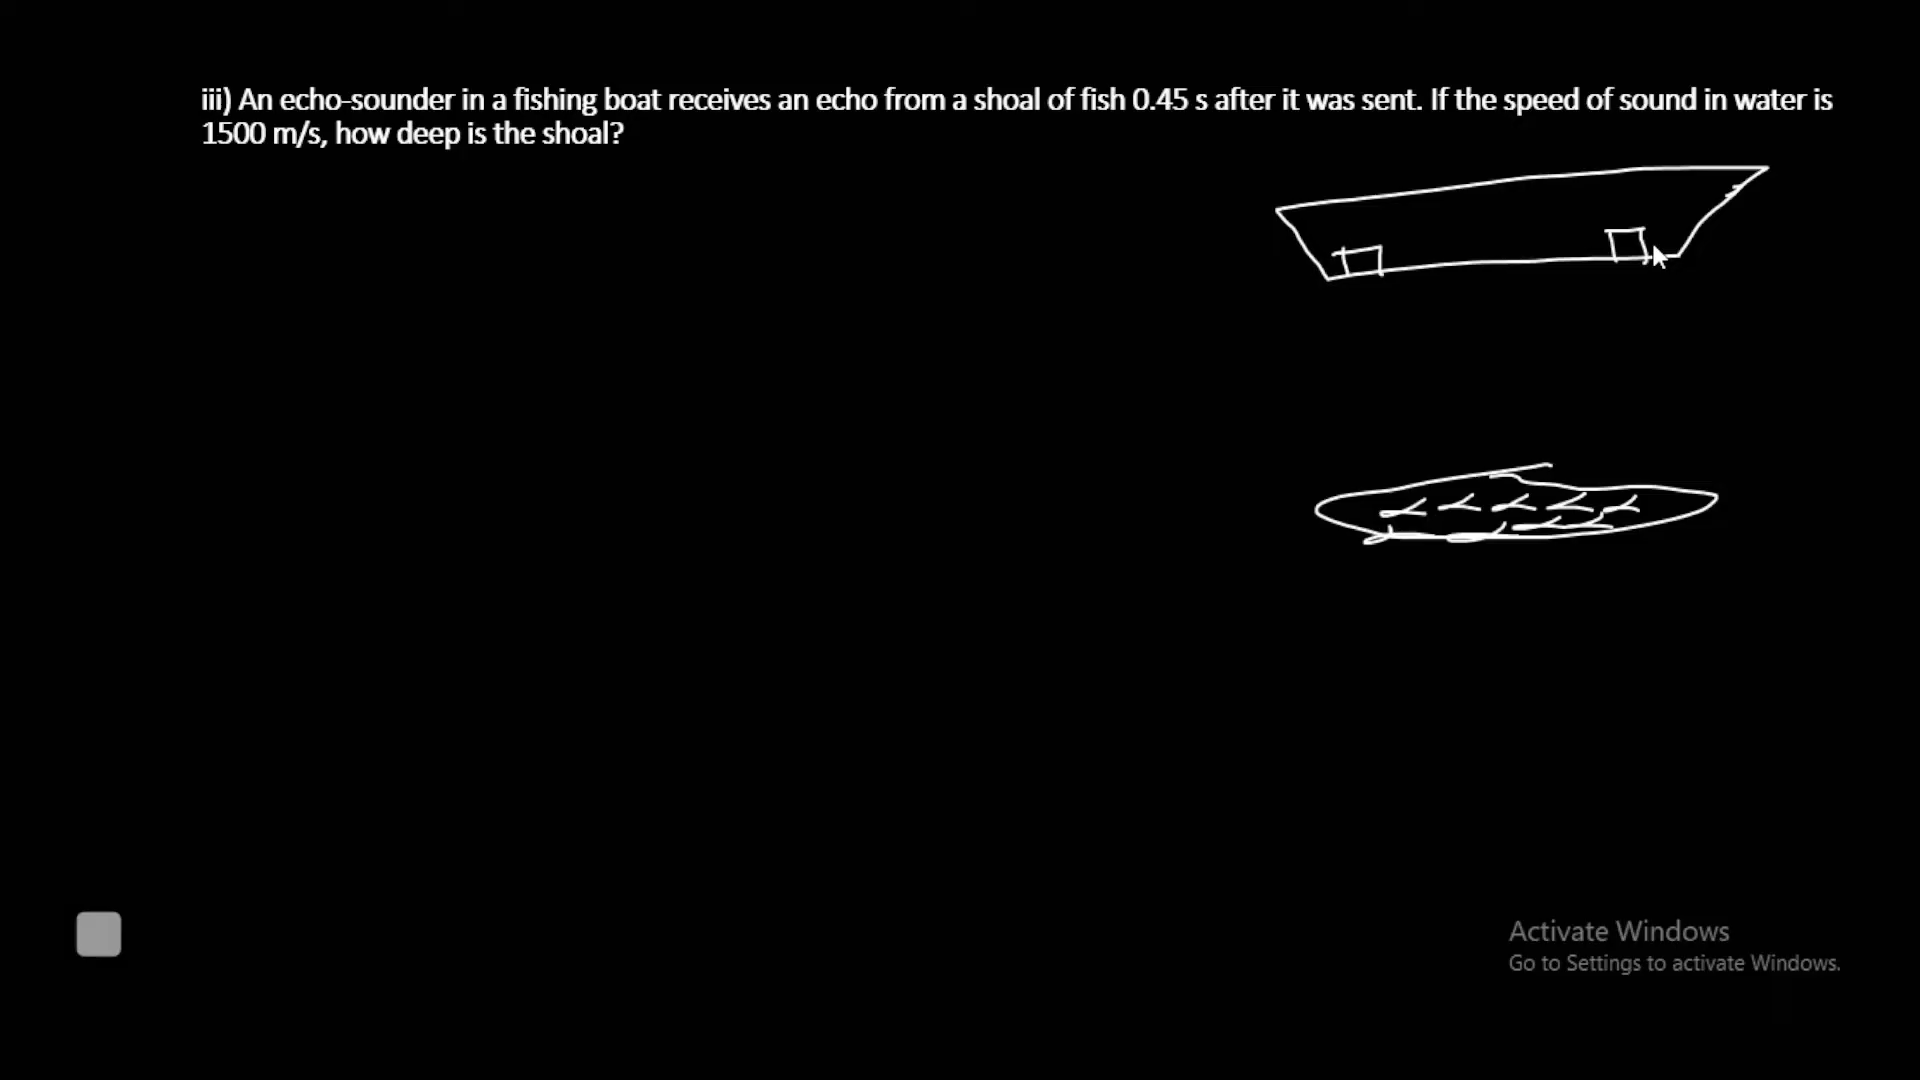 iii) An echo-sounder in a fishing boat receives an echo from a shoal of fish 0.45 s after it was sent. If the speed of sound in water is
1500 m/s, how deep is the shoal?
Activate Windows
Go to Settings to activate Windows.